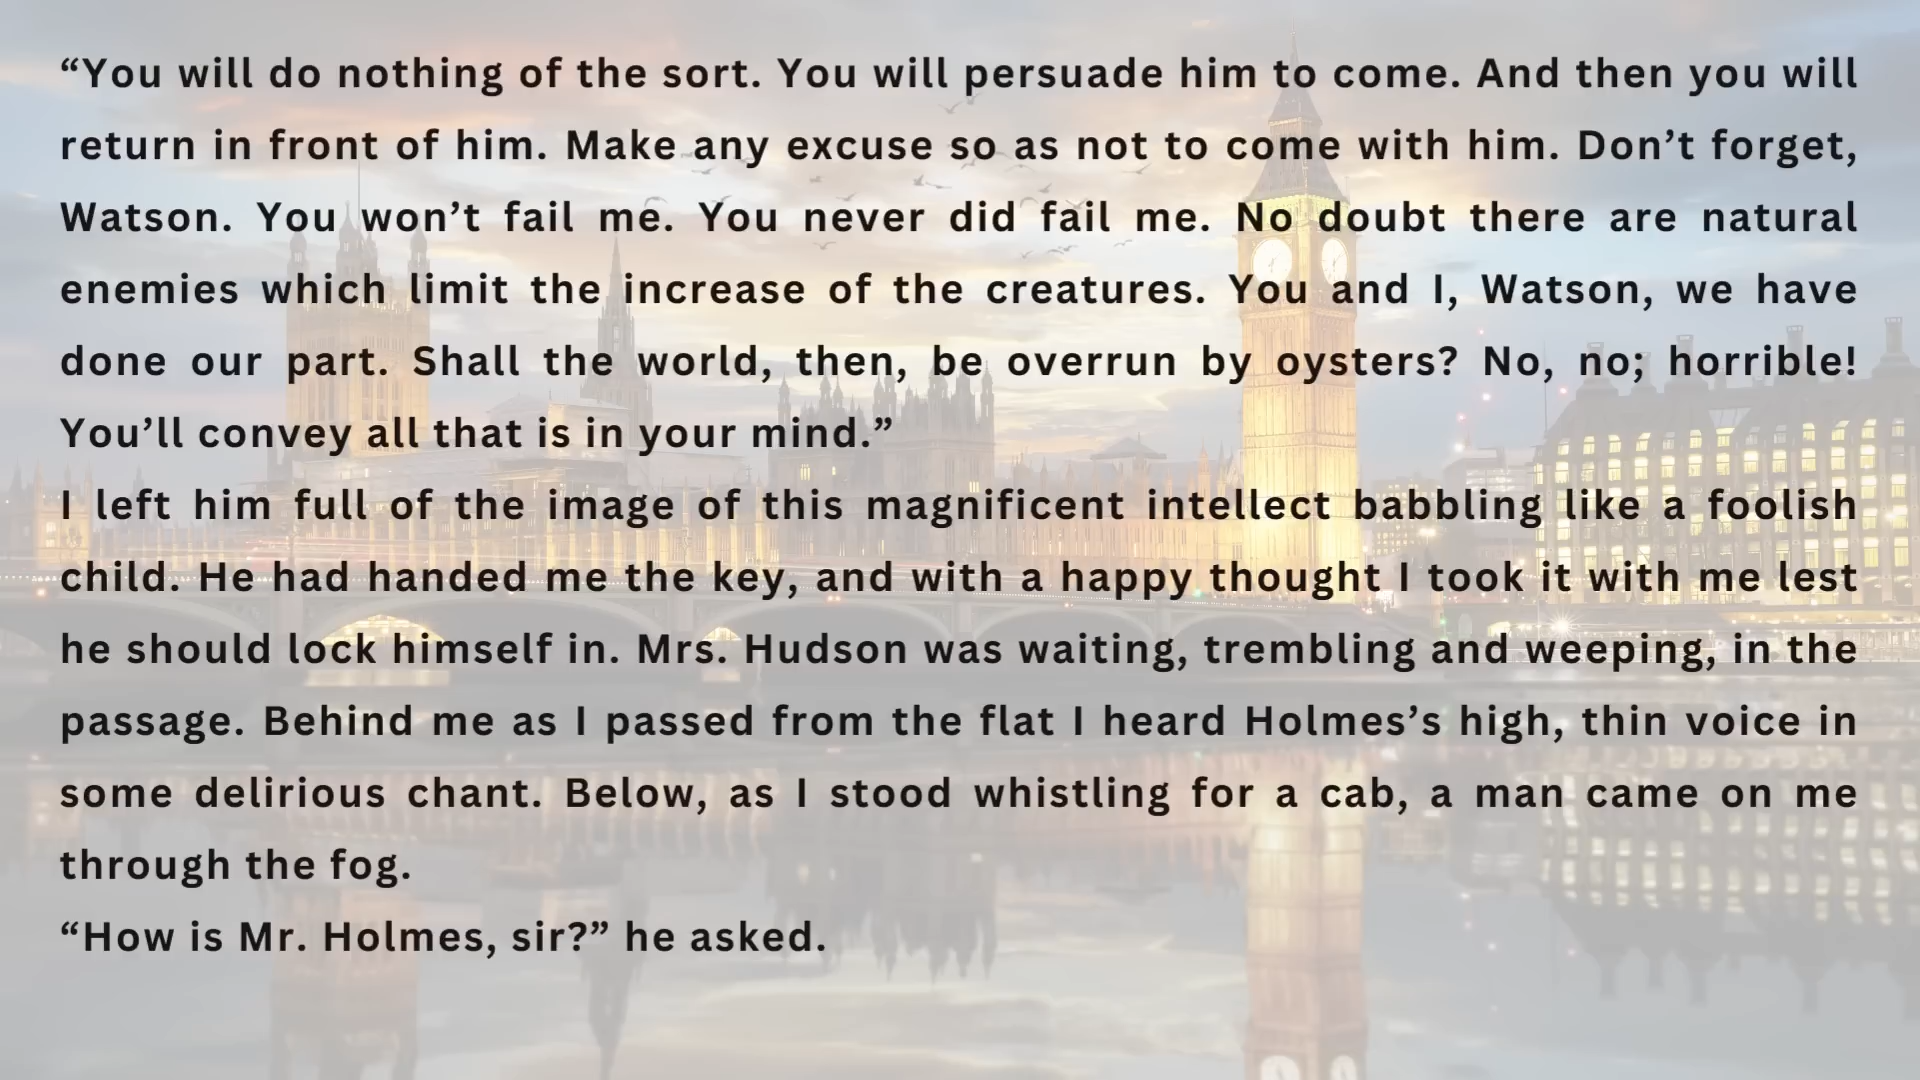 “You will do nothing of the sort. You will persuade him to come. And then you will
return in front of him. Make any excuse so as not to come with him. Don’t forget,
Watson. You won’t fail me. You never did fail me. No doubt there are natural
enemies which limit the increase of the creatures. You and I, Watson, we have
done our part. Shall the world, then, be overrun by oysters? No, no; horrible!
You’ll convey all that is in your mind.”
I left him full of the image of this magnificent intellect babbling like a foolish
child. He had handed me the key, and with a happy thought I took it with me lest
he should lock himself in. Mrs. Hudson was waiting, trembling and weeping, in the
passage. Behind me as I passed from the flat I heard Holmes’s high, thin voice in
some delirious chant. Below, as I stood whistling for a cab, a man came on me
through the fog.
“How is Mr. Holmes, sir?” he asked.